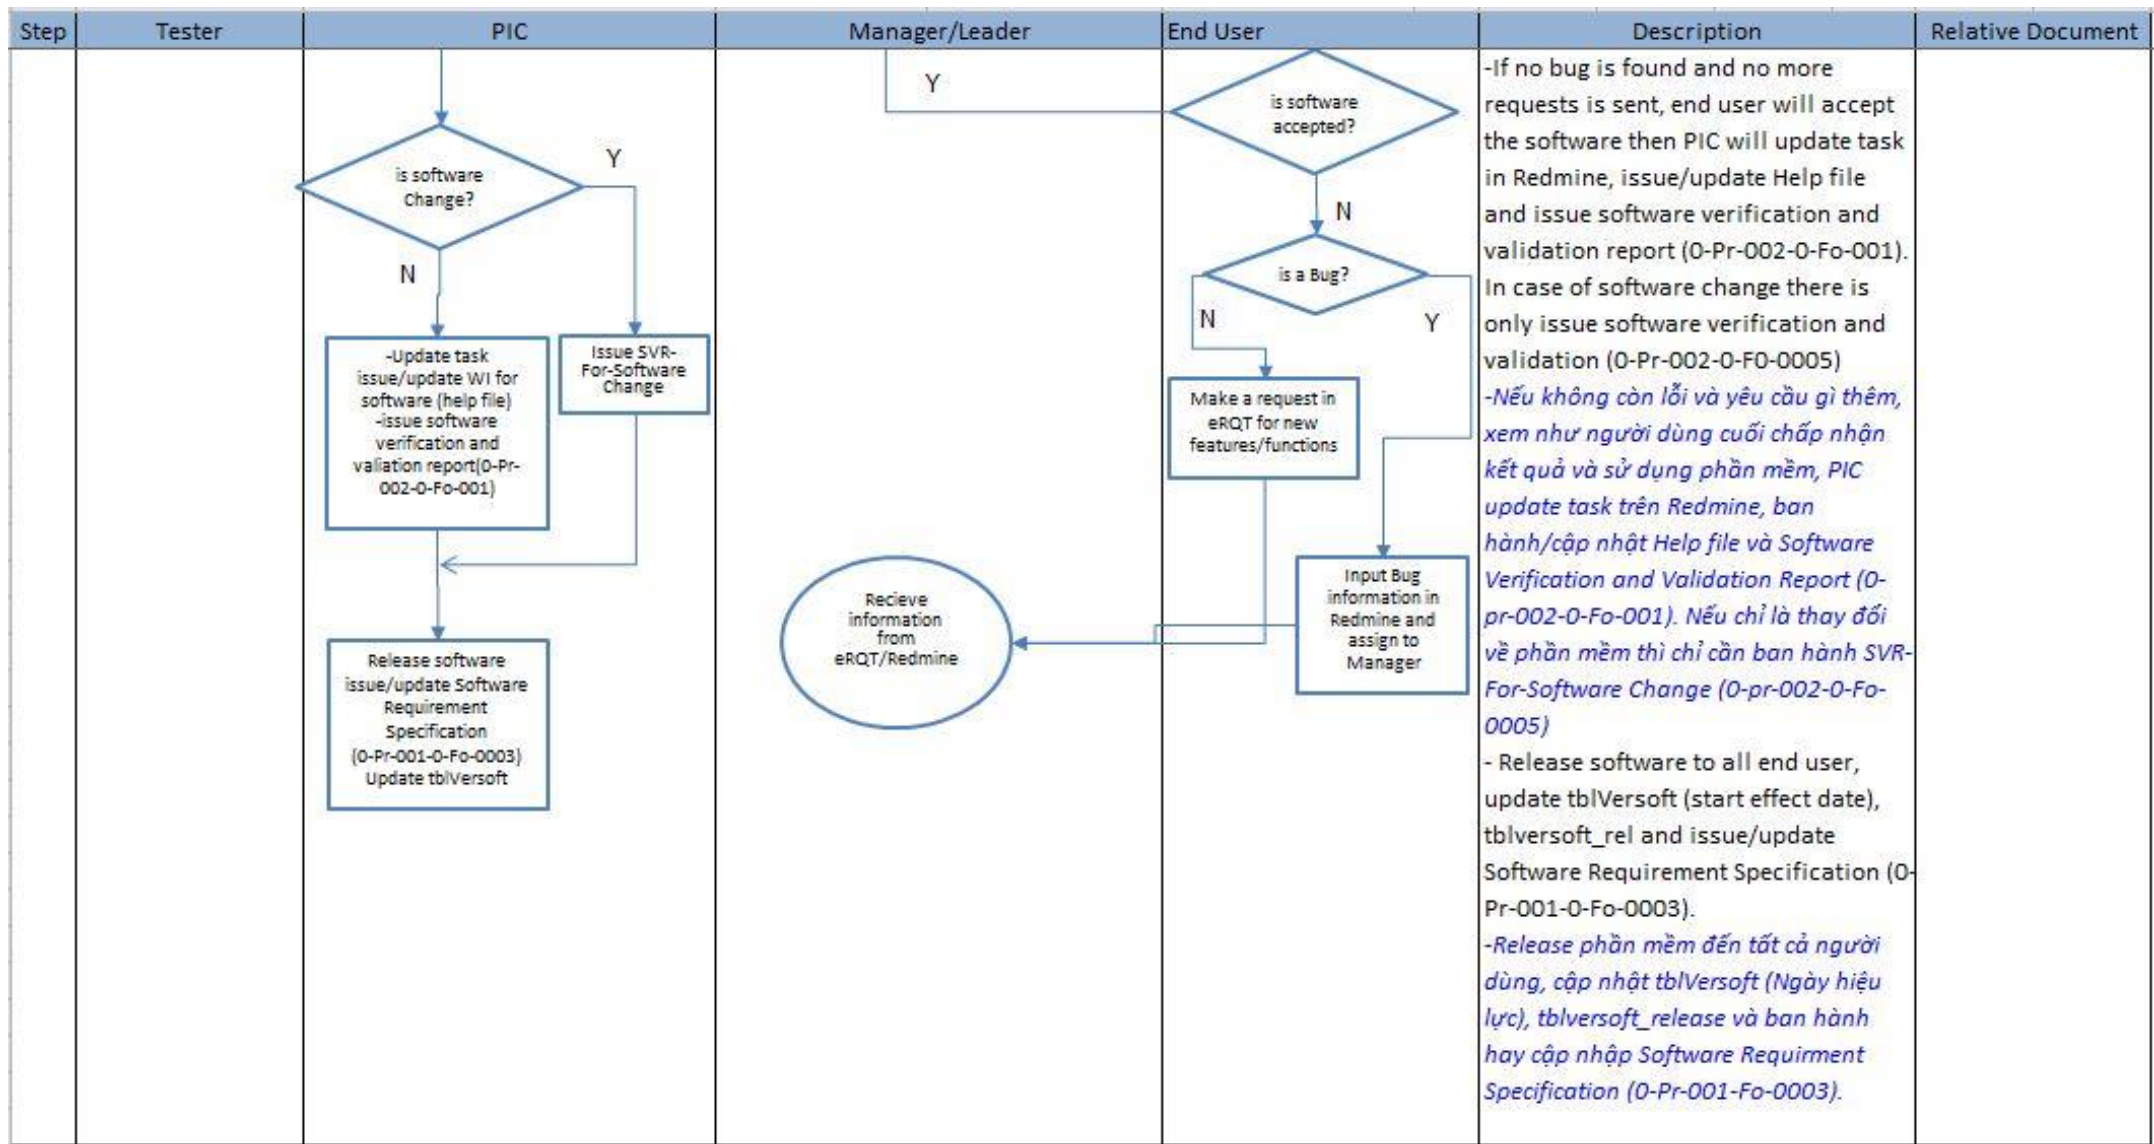 Step Tester PIC Manager/Leader End User Description Relative Document
is software
Change?
Y
N
-Update task
issue/update WI for
software (help file)
-issue software
verification and
valiation report(0-Pr-
002-0-Fo-001)
Issue SVR-
For-Software
Change
Release software
issue/update Software
Requirement
Specification
(0-Pr-001-0-Fo-0003)
Update tblVersoft
Y
Recieve
information
from
eRQT/Redmine
is software
accepted?
N
is a Bug?
N
Y
Make a request in
eRQT for new
features/functions
Input Bug
information in
Redmine and
assign to
Manager
-If no bug is found and no more
requests is sent, end user will accept
the software then PIC will update task
in Redmine, issue/update Help file
and issue software verification and
validation report (0-Pr-002-0-Fo-001).
In case of software change there is
only issue software verification and
validation (0-Pr-002-0-F0-0005)
-Nếu không còn lỗi và yêu cầu gì thêm,
xem như người dùng cuối chấp nhận
kết quả và sử dụng phần mềm, PIC
update task trên Redmine, ban
hành/cập nhật Help file và Software
Verification and Validation Report (0-
pr-002-0-Fo-001). Nếu chỉ là thay đổi
về phần mềm thì chỉ cần ban hành SVR-
For-Software Change (0-pr-002-0-Fo-
0005)
- Release software to all end user,
update tblVersoft (start effect date),
tblversoft_rel and issue/update
Software Requirement Specification (0-
Pr-001-0-Fo-0003).
-Release phần mềm đến tất cả người
dùng, cập nhật tblVersoft (Ngày hiệu
lực), tblversoft_release và ban hành
hay cập nhập Software Requirment
Specification (0-Pr-001-Fo-0003).